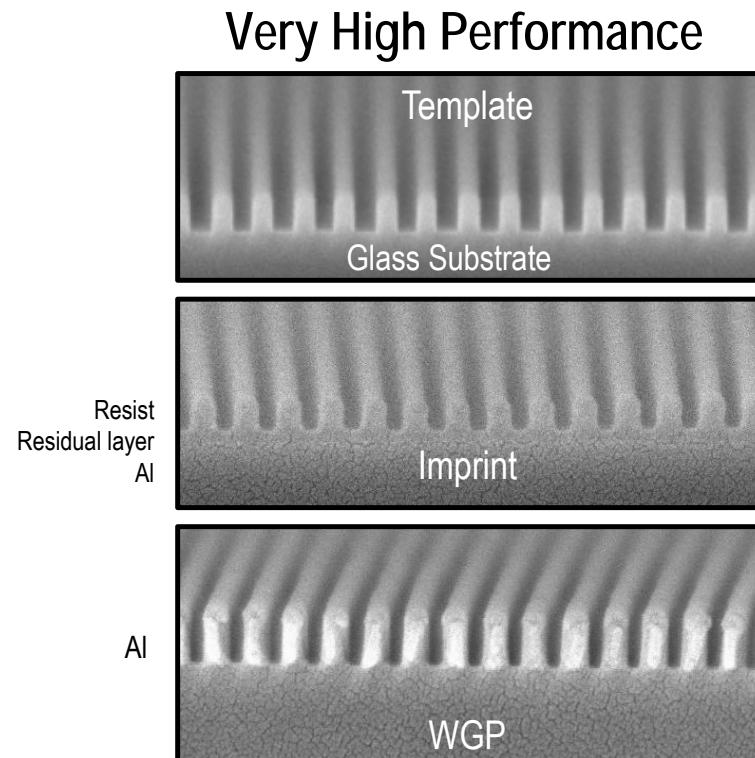 Very High Performance
Template
Glass Substrate
Resist
Residual layer
Al
Imprint
Al
WGP